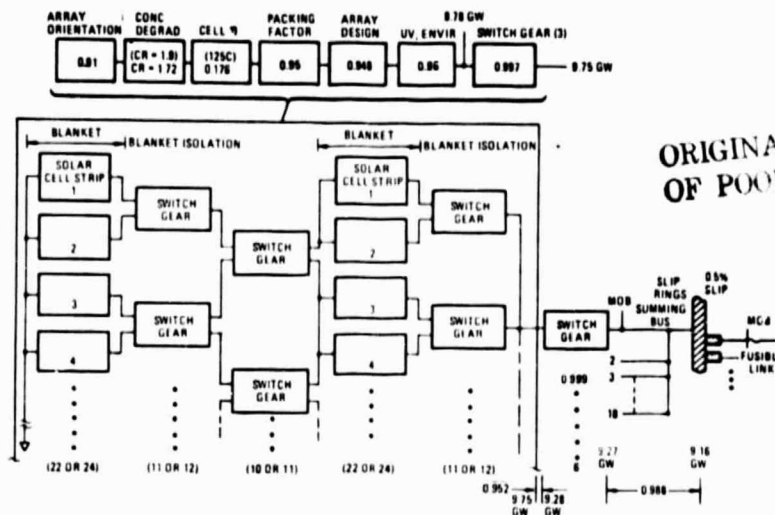 ARRAY ORIENTATION
0.91
CONC DEGRAD
(CR = 1.9)
CR = 1.72
CELL η
(125C)
0.176
PACKING FACTOR
0.95
ARRAY DESIGN
0.948
UV, ENVIR
0.96
9.78 GW
SWITCH GEAR (3)
0.997
9.75 GW
BLANKET
BLANKET ISOLATION
BLANKET
BLANKET ISOLATION
ORIGINA
OF POO
SOLAR CELL STRIP 1
SWITCH GEAR
2
SWITCH GEAR
3
SWITCH GEAR
4
SWITCH GEAR
SOLAR CELL STRIP 1
SWITCH GEAR
2
3
SWITCH GEAR
4
SWITCH GEAR
0.999
6
MOB
SLIP RINGS
SUMMING BUS
2
3
10
0.5% SLIP
FUSIBL
LINK
(22 OR 24)
(11 OR 12)
(10 OR 11)
(22 OR 24)
(11 OR 12)
0.952
9.75 GW
9.28 GW
9.27 GW
9.16 GW
0.988